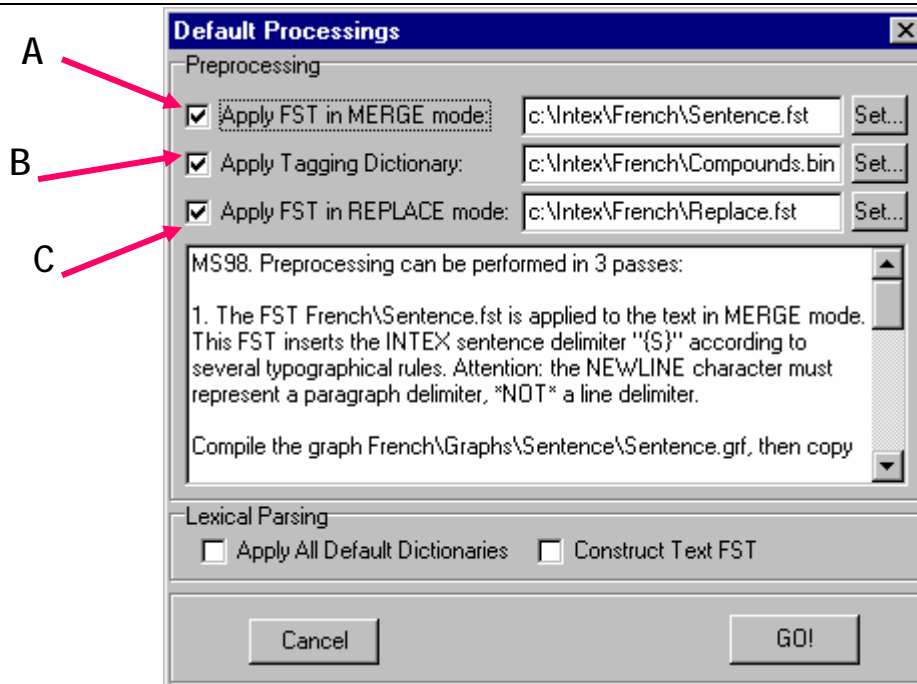 Default Processings
A
Preprocessing
Apply FST in MERGE mode: c:\Intex\French\Sentence.fst Set...
B
Apply Tagging Dictionary: c:\Intex\French\Compounds.bin Set...
Apply FST in REPLACE mode: c:\Intex\French\Replace.fst Set...
C
MS98. Preprocessing can be performed in 3 passes:
1. The FST French\Sentence.fst is applied to the text in MERGE mode.
This FST inserts the INTEX sentence delimiter "{S}" according to
several typographical rules. Attention: the NEWLINE character must
represent a paragraph delimiter, *NOT* a line delimiter.
Compile the graph French\Graphs\Sentence\Sentence.grf, then copy
Lexical Parsing
Apply All Default Dictionaries Construct Text FST
Cancel GO!